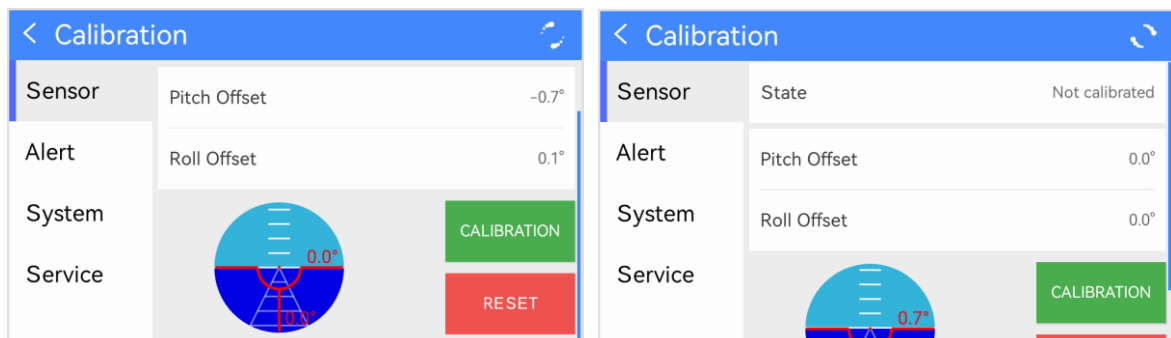 < Calibration
Sensor
Pitch Offset -0.7°
Alert
Roll Offset 0.1°
System
CALIBRATION
0.0°
Service
RESET
0.0°
< Calibration
Sensor
State Not calibrated
Alert
Pitch Offset 0.0°
System
Roll Offset 0.0°
Service
CALIBRATION
0.7°